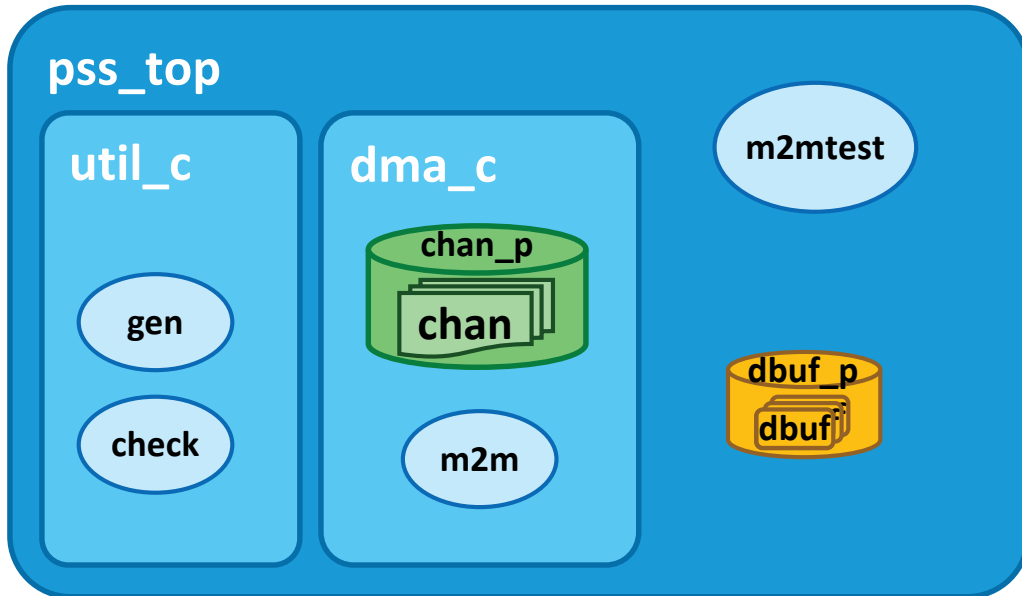 pss_top
util_c
gen
check
dma_c
chan_p
chan
m2m
m2mtest
dbuf_p
dbuf